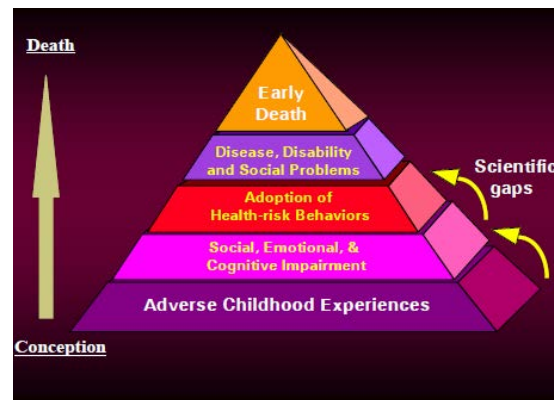 Death
Early
Death
Disease, Disability
and Social Problems
Scientific
gaps
Adoption of
Health-risk Behaviors
Social, Emotional, &
Cognitive Impairment
Adverse Childhood Experiences
Conception